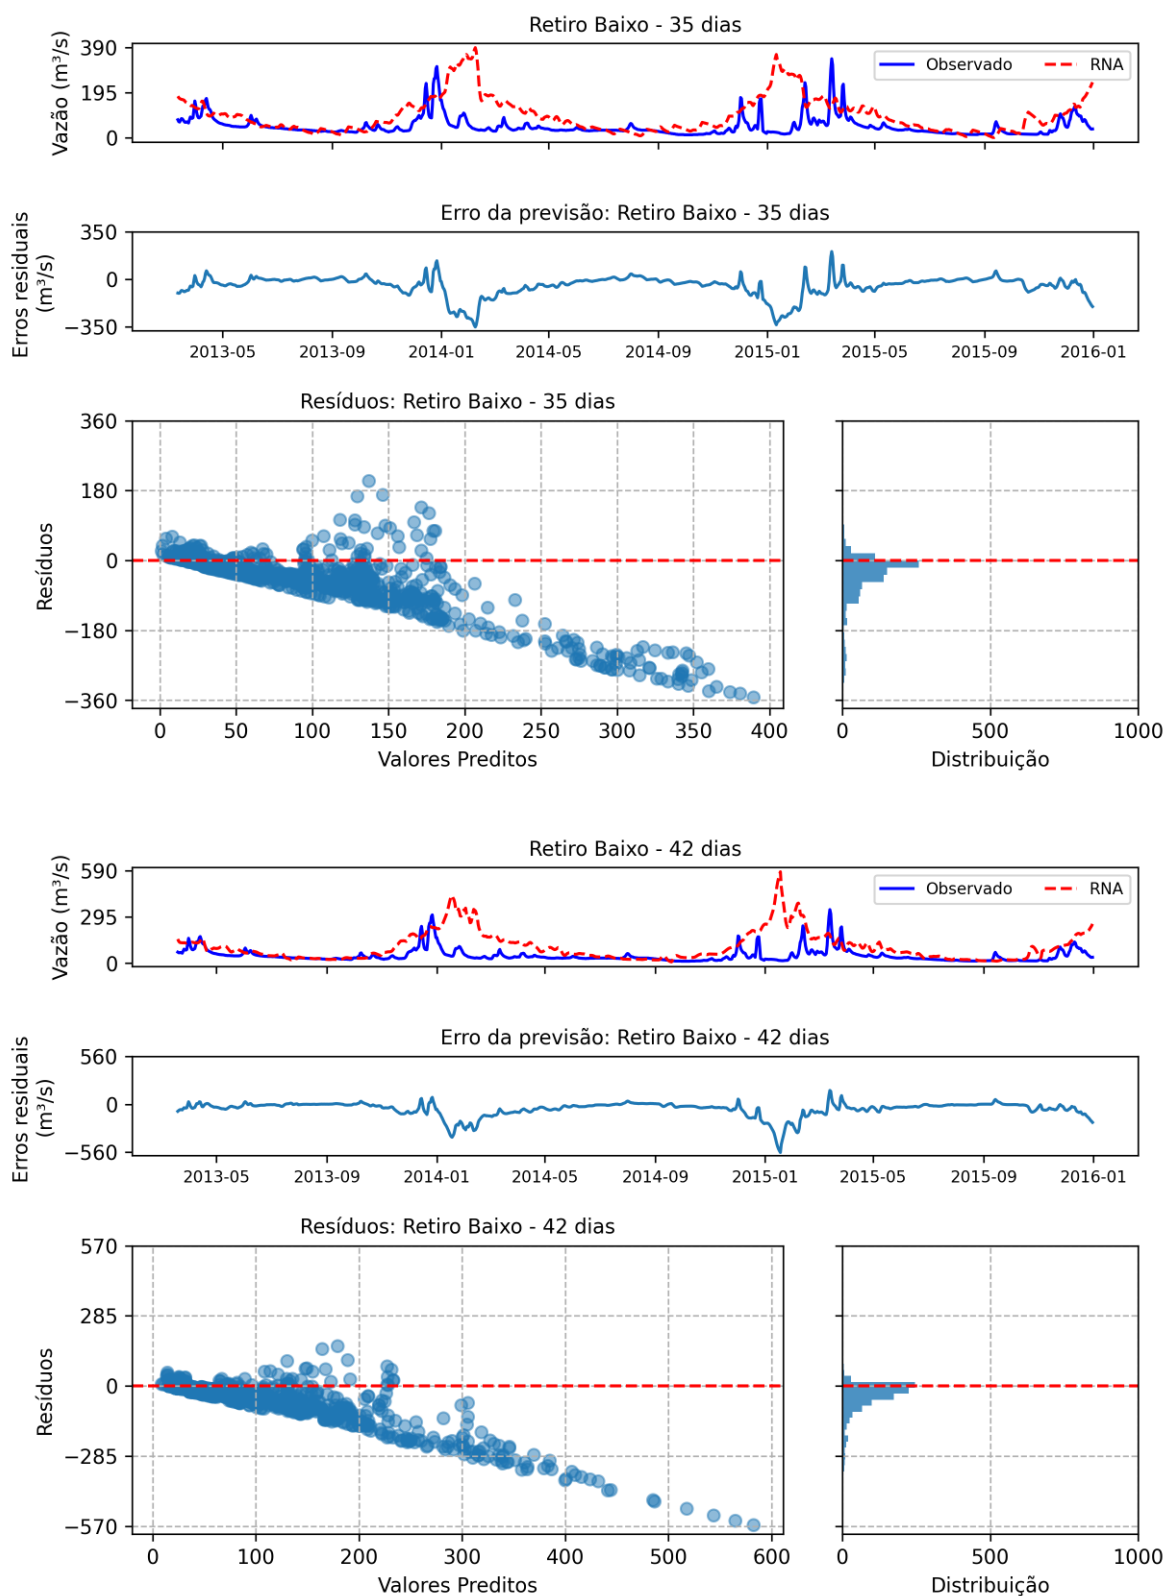 Retiro Baixo - 35 dias
Vazão (m³/s)
390
195
0
Observado
RNA
Erro da previsão: Retiro Baixo - 35 dias
Erros residuais
(m³/s)
350
0
−350
2013-05
2013-09
2014-01
2014-05
2014-09
2015-01
2015-05
2015-09
2016-01
Resíduos: Retiro Baixo - 35 dias
Resíduos
360
180
0
−180
−360
0
50
100
150
200
250
300
350
400
Valores Preditos
0
500
1000
Distribuição
Retiro Baixo - 42 dias
Vazão (m³/s)
590
295
0
Observado
RNA
Erro da previsão: Retiro Baixo - 42 dias
Erros residuais
(m³/s)
560
0
−560
2013-05
2013-09
2014-01
2014-05
2014-09
2015-01
2015-05
2015-09
2016-01
Resíduos: Retiro Baixo - 42 dias
Resíduos
570
285
0
−285
−570
0
100
200
300
400
500
600
Valores Preditos
0
500
1000
Distribuição